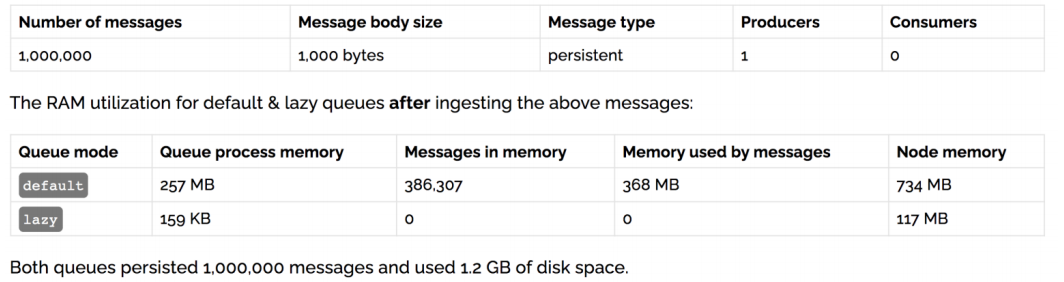 Number of messages Message body size Message type Producers Consumers
1,000,000 1,000 bytes persistent 1 0
The RAM utilization for default & lazy queues after ingesting the above messages:
Queue mode Queue process memory Messages in memory Memory used by messages Node memory
default 257 MB 386,307 368 MB 734 MB
lazy 159 KB 0 0 117 MB
Both queues persisted 1,000,000 messages and used 1.2 GB of disk space.